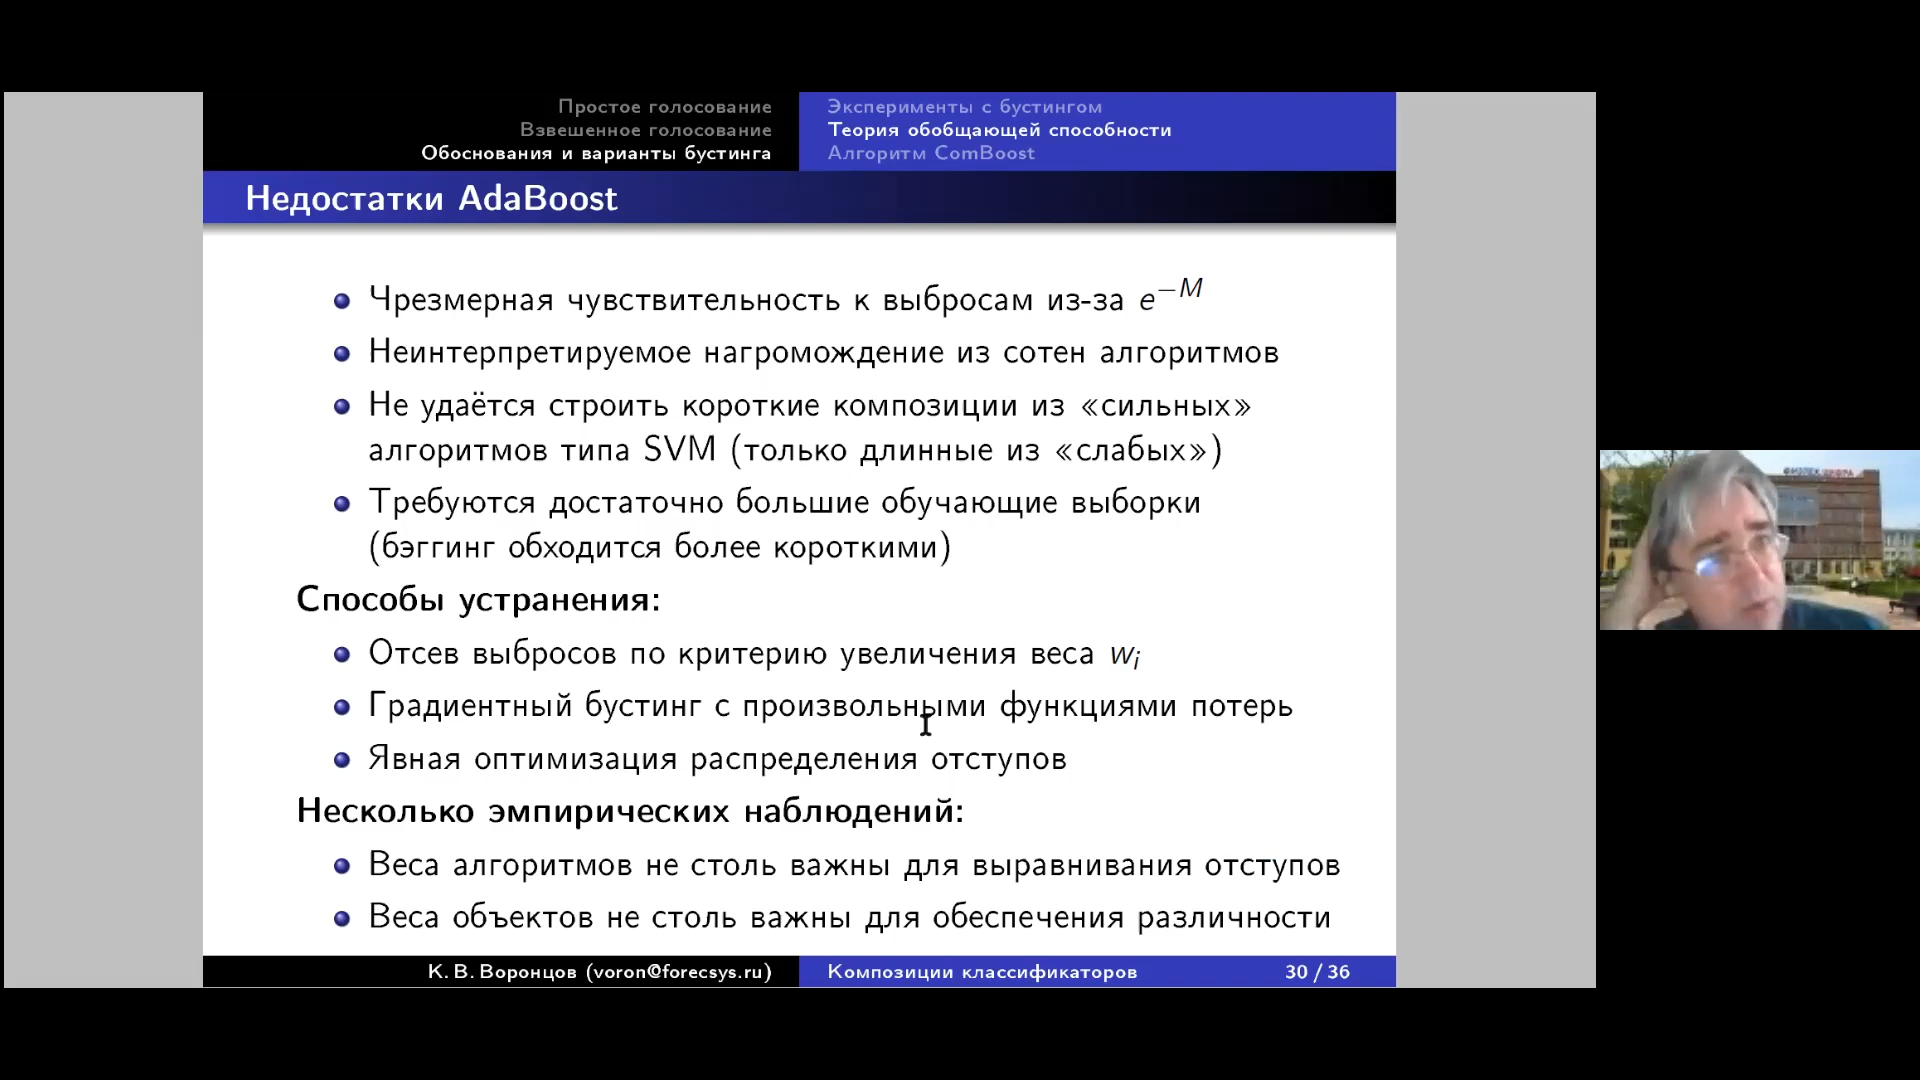 Простое голосование
Взвешенное голосование
Обоснования и варианты бустинга
Эксперименты с бустингом
Теория обобщающей способности
Алгоритм ComBoost
Недостатки AdaBoost
Чрезмерная чувствительность к выбросам из-за e^{−M}
Неинтерпретируемое нагромождение из сотен алгоритмов
Не удаётся строить короткие композиции из «сильных»
алгоритмов типа SVM (только длинные из «слабых»)
Требуются достаточно большие обучающие выборки
(бэггинг обходится более короткими)
Способы устранения:
Отсев выбросов по критерию увеличения веса w_i
Градиентный бустинг с произвольными функциями потерь
Явная оптимизация распределения отступов
Несколько эмпирических наблюдений:
Веса алгоритмов не столь важны для выравнивания отступов
Веса объектов не столь важны для обеспечения различности
К. В. Воронцов (voron@forecsys.ru)
Композиции классификаторов
30 / 36
ФИЗТЕХ ЦИФРА